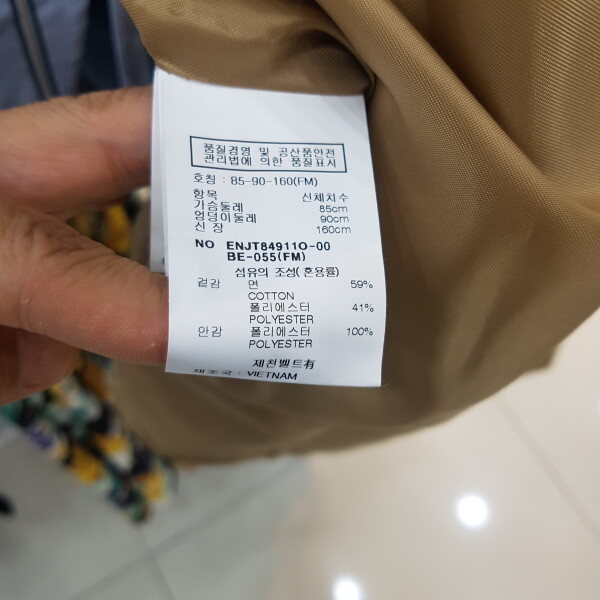 품질경영 및 공산품안전
관리법에 의한 품질표시
호칭 : 85-90-160(FM)
항목 신체치수
가슴둘레 85cm
엉덩이둘레 90cm
신 장 160cm
NO ENJT84911O-00
BE-055(FM)
섬유의 조성(혼용률)
겉감 면 59%
COTTON
폴리에스터 41%
POLYESTER
안감 폴리에스터 100%
POLYESTER
제천벨트有
제조국 : VIETNAM